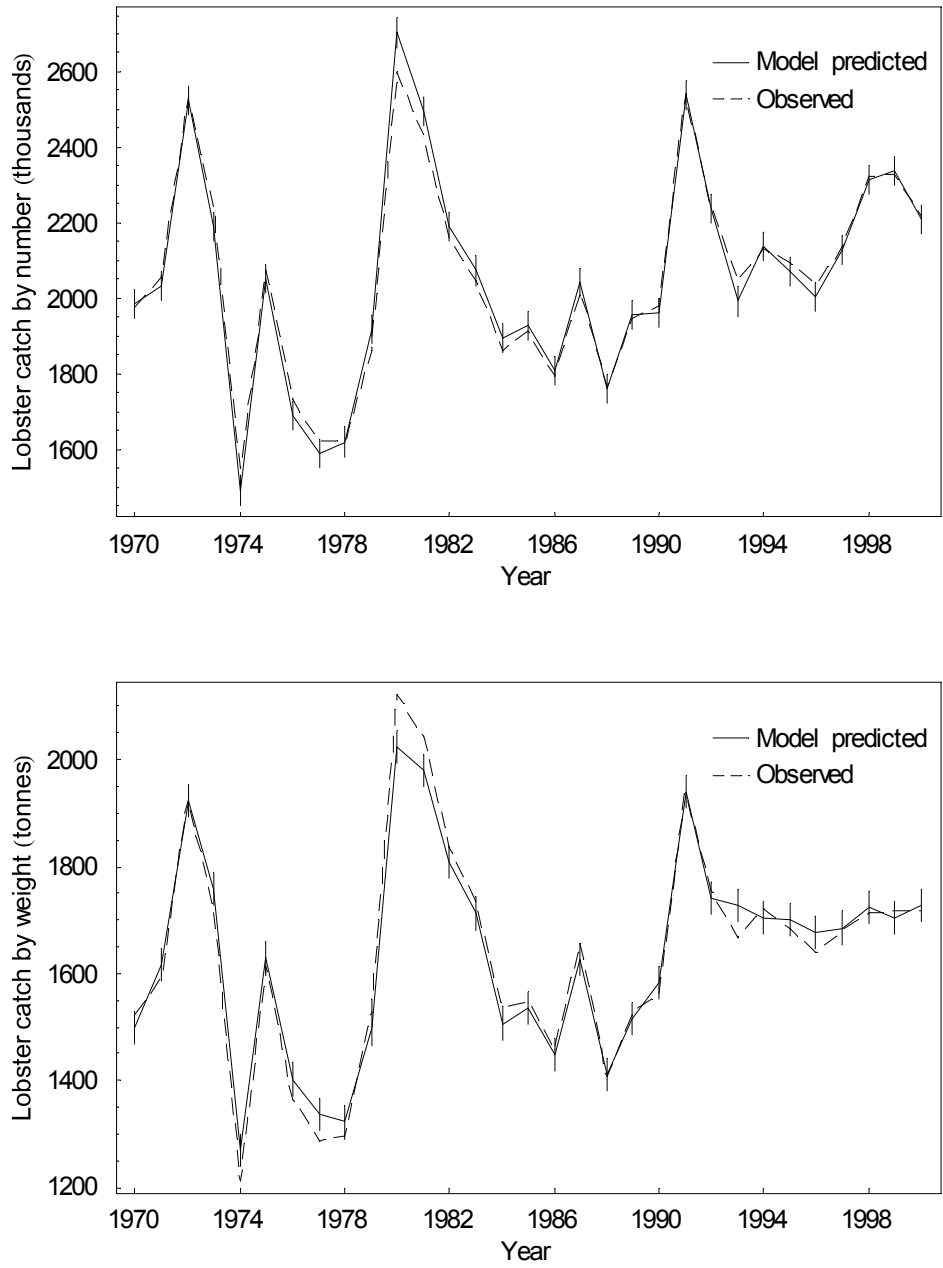 Lobster catch by number (thousands)
2600
2400
2200
2000
1800
1600
Model predicted
Observed
1970 1974 1978 1982 1986 1990 1994 1998
Year
Lobster catch by weight (tonnes)
2000
1800
1600
1400
1200
Model predicted
Observed
1970 1974 1978 1982 1986 1990 1994 1998
Year